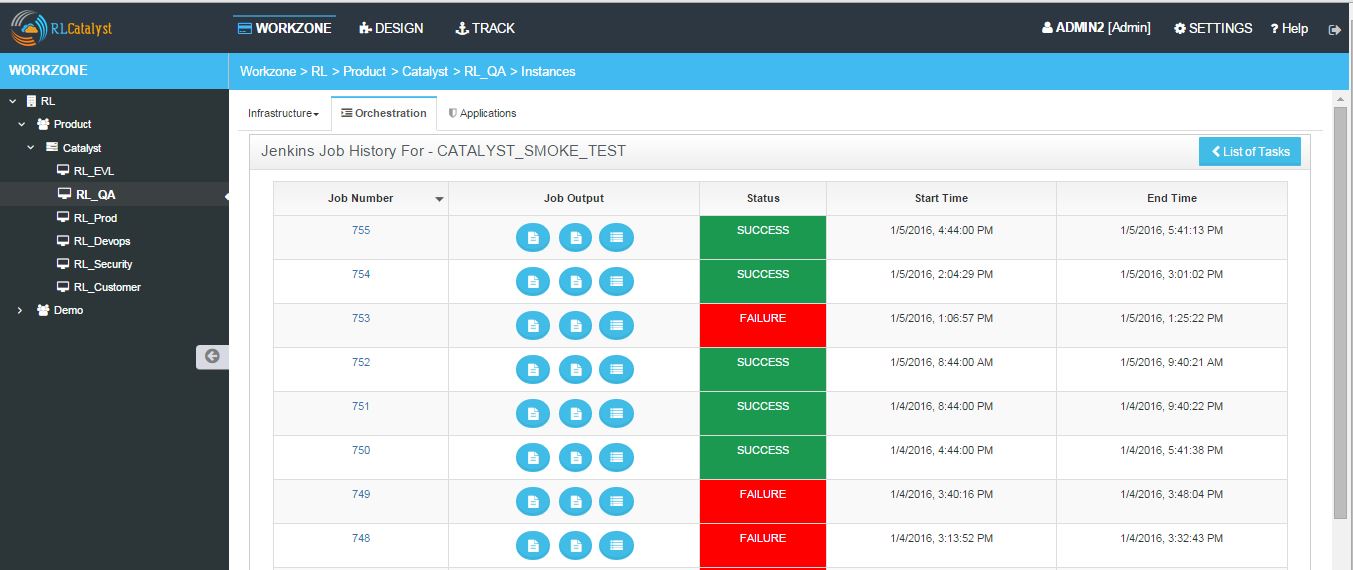 RLCatalyst
WORKZONE
DESIGN
TRACK
ADMIN2 [Admin]
SETTINGS
? Help
WORKZONE
Workzone > RL > Product > Catalyst > RL_QA > Instances
RL
Product
Catalyst
RL_EVL
RL_QA
RL_Prod
RL_Devops
RL_Security
RL_Customer
Demo
Infrastructure
Orchestration
Applications
Jenkins Job History For - CATALYST_SMOKE_TEST
List of Tasks
Job Number Job Output Status Start Time End Time
755 SUCCESS 1/5/2016, 4:44:00 PM 1/5/2016, 5:41:13 PM
754 SUCCESS 1/5/2016, 2:04:29 PM 1/5/2016, 3:01:02 PM
753 FAILURE 1/5/2016, 1:06:57 PM 1/5/2016, 1:25:22 PM
752 SUCCESS 1/5/2016, 8:44:00 AM 1/5/2016, 9:40:21 AM
751 SUCCESS 1/4/2016, 8:44:00 PM 1/4/2016, 9:40:22 PM
750 SUCCESS 1/4/2016, 4:44:00 PM 1/4/2016, 5:41:38 PM
749 FAILURE 1/4/2016, 3:40:16 PM 1/4/2016, 3:48:04 PM
748 FAILURE 1/4/2016, 3:13:52 PM 1/4/2016, 3:32:43 PM